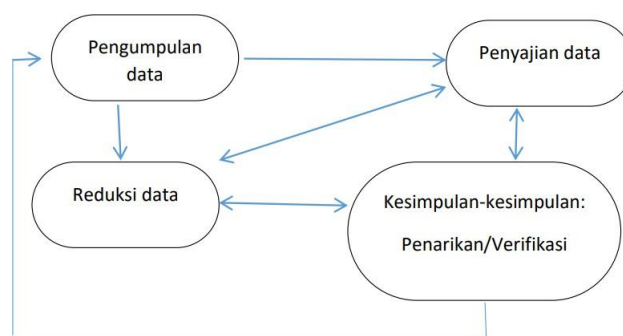 Pengumpulan
data
Penyajian data
Reduksi data
Kesimpulan-kesimpulan:
Penarikan/Verifikasi